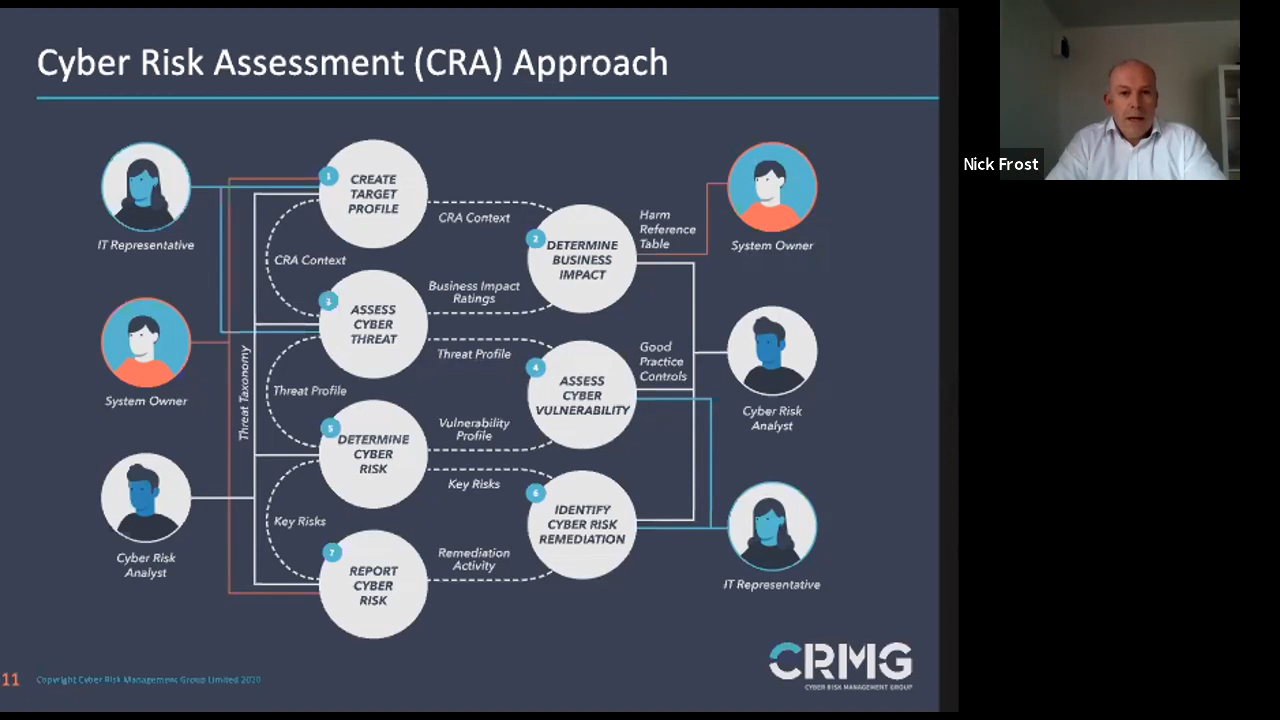 Cyber Risk Assessment (CRA) Approach
IT Representative
System Owner
Cyber Risk
Analyst
Threat Taxonomy
1
CREATE
TARGET
PROFILE
CRA Context
CRA Context
2
DETERMINE
BUSINESS
IMPACT
Harm
Reference
Table
System Owner
3
ASSESS
CYBER
THREAT
Business Impact
Ratings
Threat Profile
Threat Profile
4
ASSESS
CYBER
VULNERABILITY
Good
Practice
Controls
Cyber Risk
Analyst
5
DETERMINE
CYBER
RISK
Vulnerability
Profile
Key Risks
Key Risks
6
IDENTIFY
CYBER RISK
REMEDIATION
IT Representative
7
REPORT
CYBER
RISK
Remediation
Activity
11
Copyright Cyber Risk Management Group Limited 2020
CRMG
CYBER RISK MANAGEMENT GROUP
Nick Frost